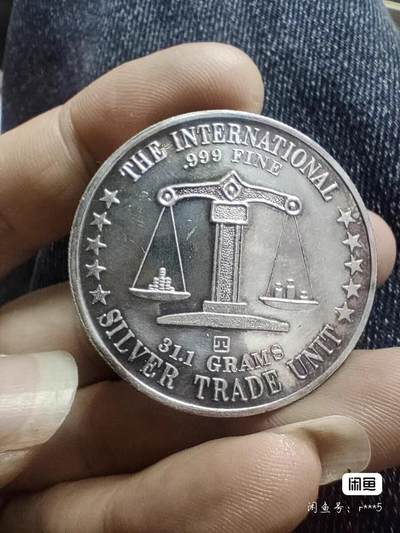 THE INTERNATIONAL
.999 FINE
31.1 GRAMS
SILVER TRADE UNIT
闲鱼
闲鱼号：r***5